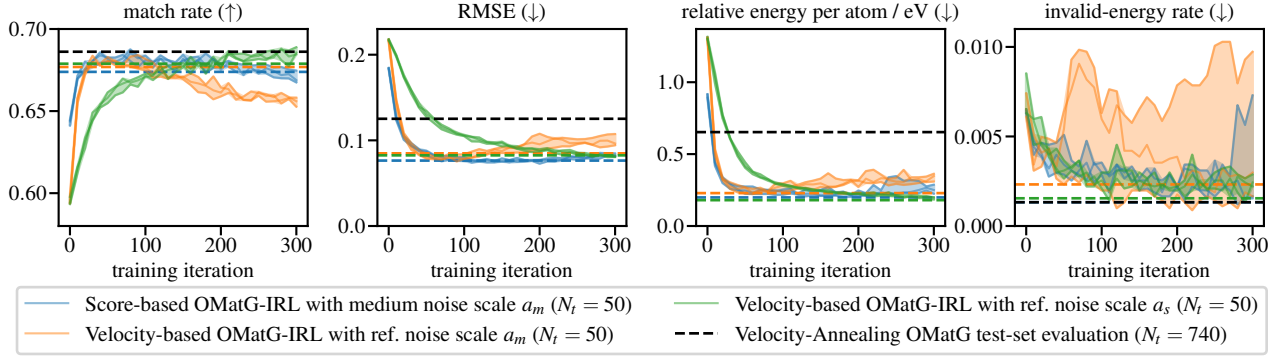 match rate (↑)
RMSE (↓)
relative energy per atom / eV (↓)
invalid-energy rate (↓)
0.70
0.65
0.60
0.2
0.1
0.0
1.0
0.5
0.0
0.010
0.005
0.000
0 100 200 300
0 100 200 300
0 100 200 300
0 100 200 300
training iteration
training iteration
training iteration
training iteration
Score-based OMatG-IRL with medium noise scale a_m (N_t = 50)
Velocity-based OMatG-IRL with ref. noise scale a_m (N_t = 50)
Velocity-based OMatG-IRL with ref. noise scale a_s (N_t = 50)
Velocity-Annealing OMatG test-set evaluation (N_t = 740)